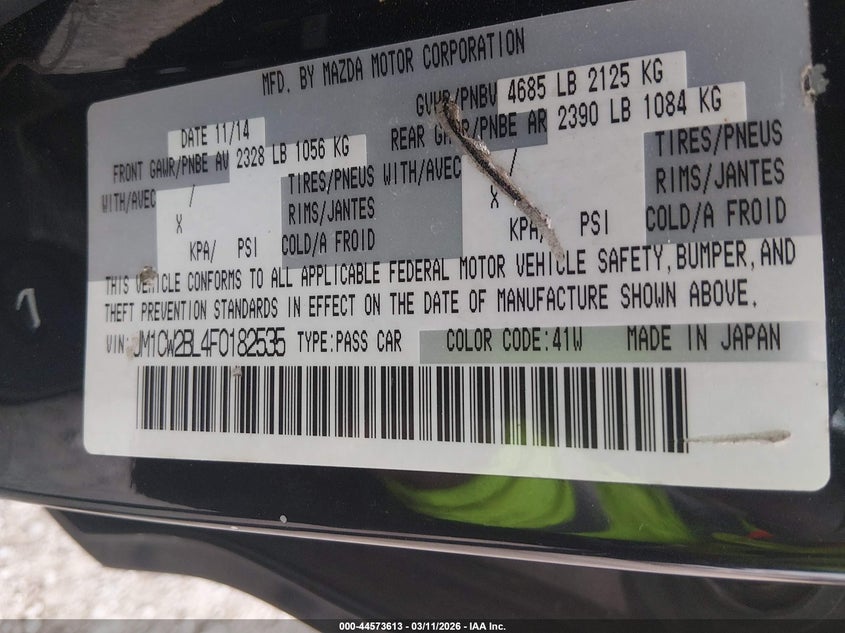 MFD. BY MAZDA MOTOR CORPORATION
DATE 11/14
GVWR/PNBV 4685 LB 2125 KG
FRONT GAWR/PNBE AV 2328 LB 1056 KG
REAR GAWR/PNBE AR 2390 LB 1084 KG
WITH/AVEC / TIRES/PNEUS WITH/AVEC / TIRES/PNEUS
X RIMS/JANTES X RIMS/JANTES
KPA/ PSI COLD/A FROID KPA/ PSI COLD/A FROID
THIS VEHICLE CONFORMS TO ALL APPLICABLE FEDERAL MOTOR VEHICLE SAFETY, BUMPER, AND
THEFT PREVENTION STANDARDS IN EFFECT ON THE DATE OF MANUFACTURE SHOWN ABOVE.
VIN: JM1CW2BL4F0182535 TYPE:PASS CAR COLOR CODE:41W MADE IN JAPAN
1
000-44573613 - 03/11/2026 - IAA Inc.